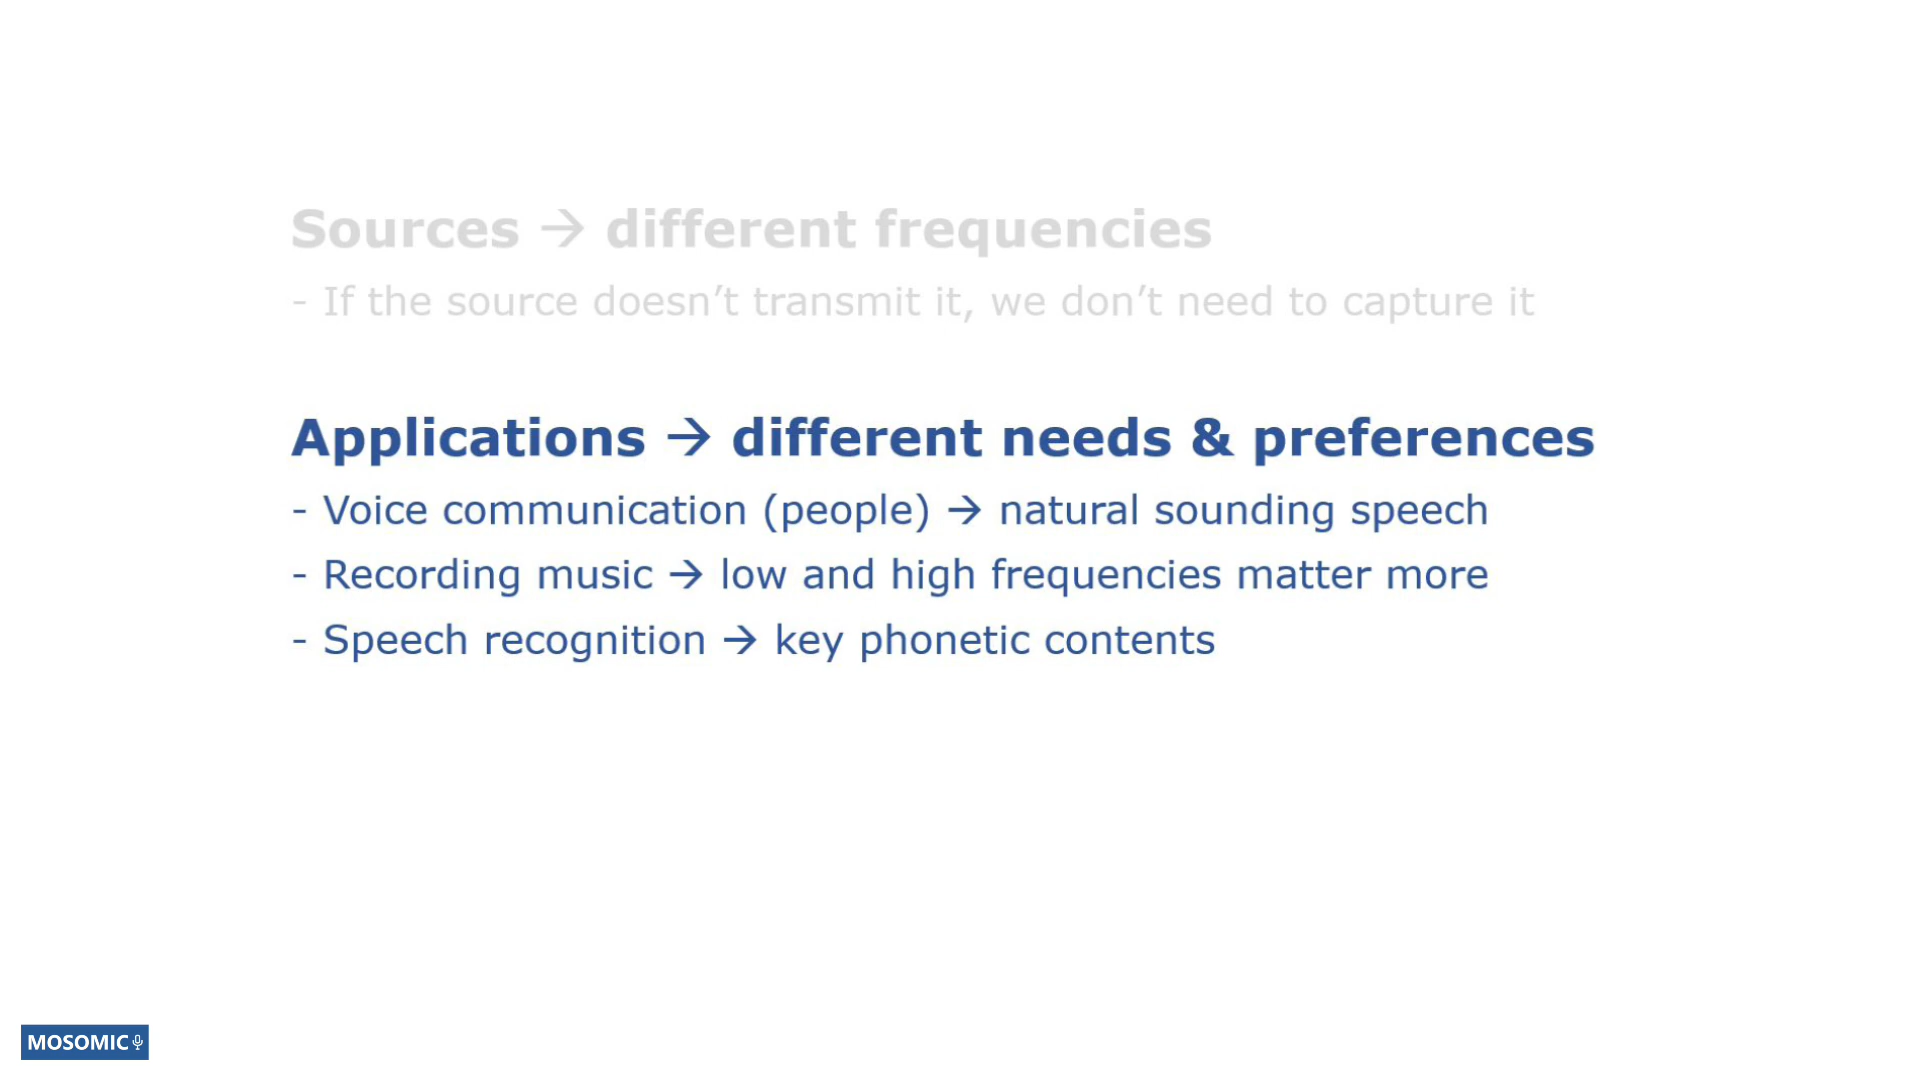 Sources → different frequencies
- If the source doesn’t transmit it, we don’t need to capture it
Applications → different needs & preferences
- Voice communication (people) → natural sounding speech
- Recording music → low and high frequencies matter more
- Speech recognition → key phonetic contents
MOSOMIC